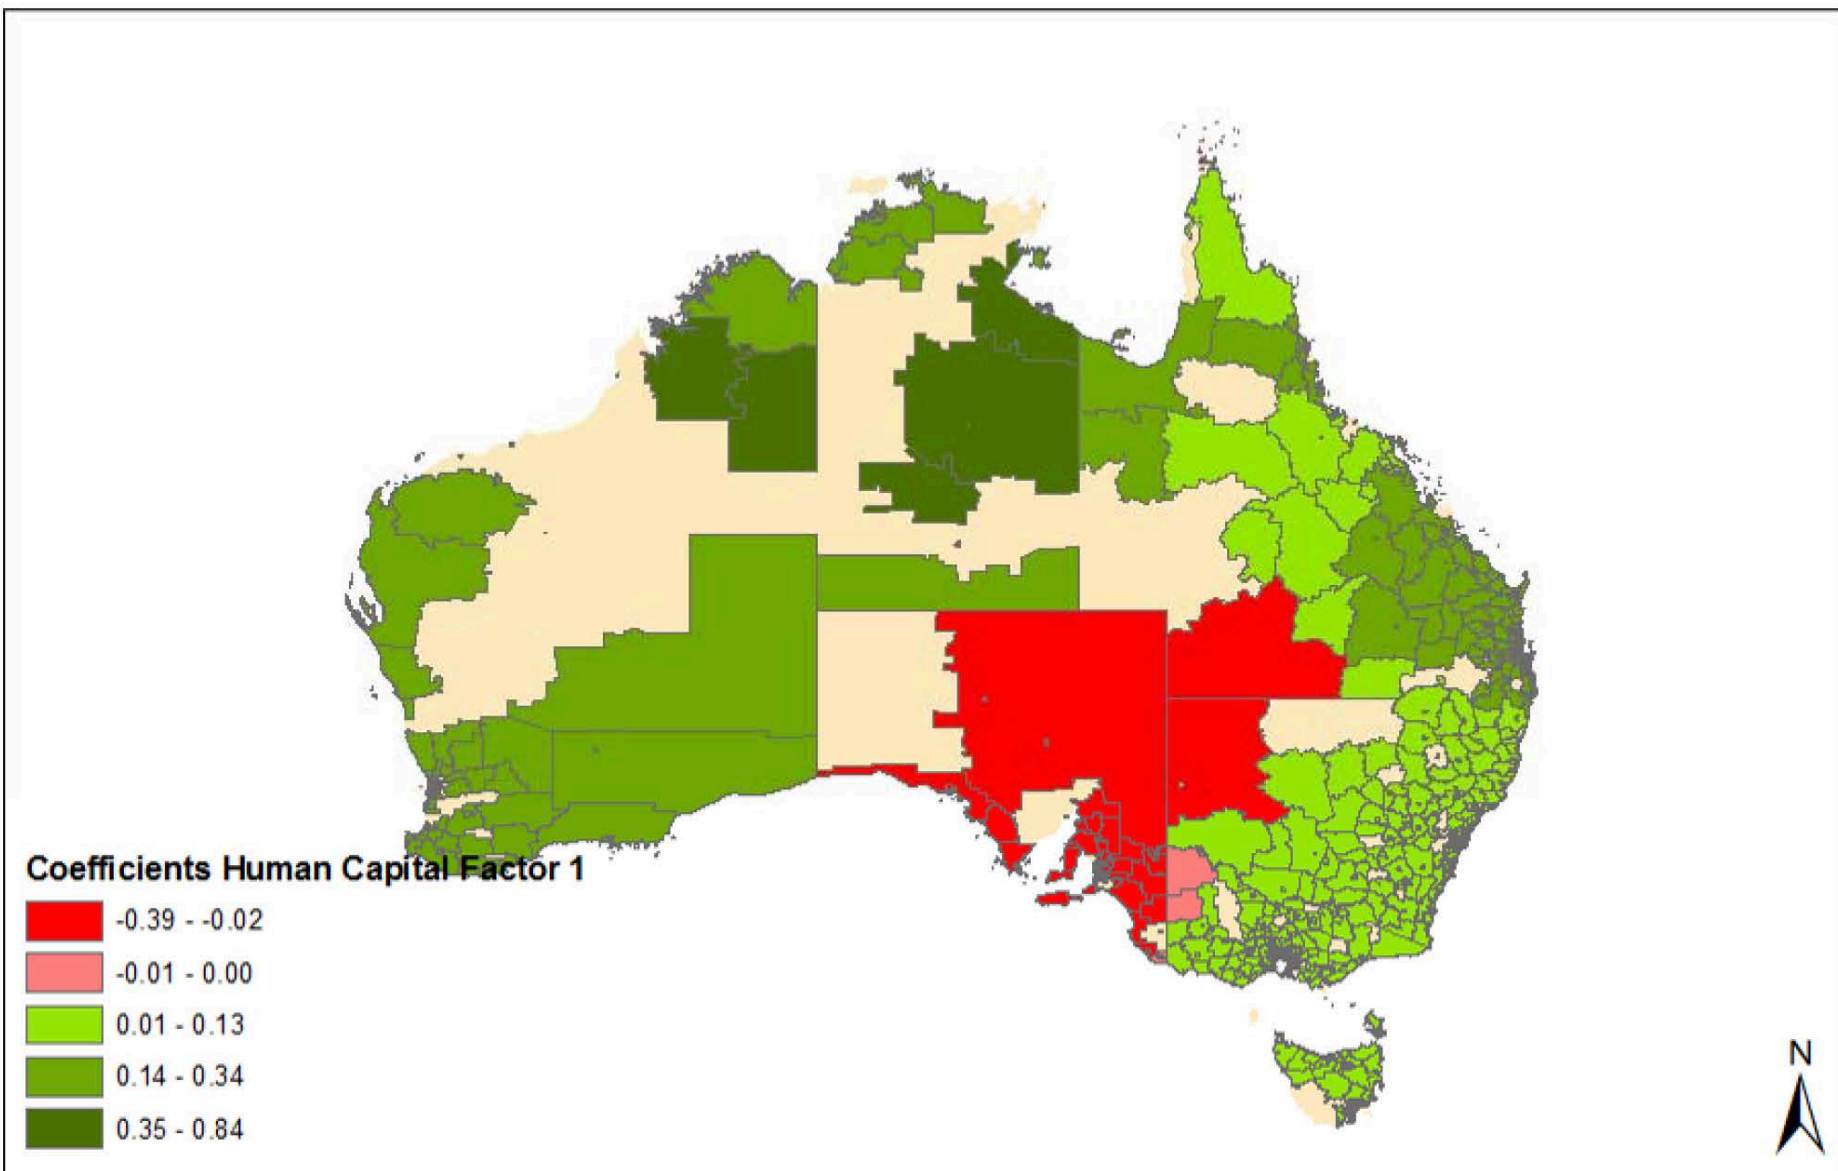 Coefficients Human Capital Factor 1
-0.39 - -0.02
-0.01 - 0.00
0.01 - 0.13
0.14 - 0.34
0.35 - 0.84
N